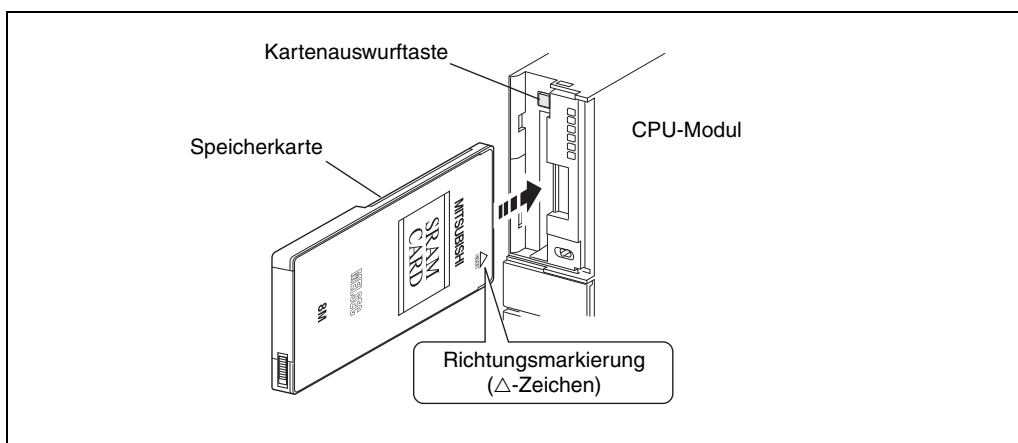 Kartenauswurftaste
CPU-Modul
Speicherkarte
MITSUBISHI
SRAM
CARD
8M
Richtungsmarkierung
(△-Zeichen)